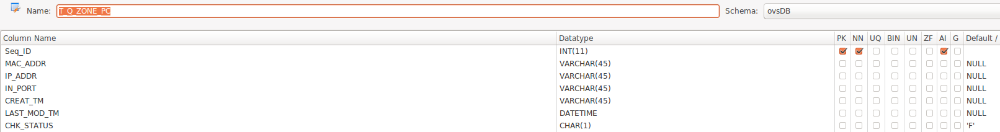 Name: T_Q_ZONE_PC Schema: ovsDB
Column Name Datatype PK NN UQ BIN UN ZF AI G Default /
Seq_ID INT(11)
MAC_ADDR VARCHAR(45) NULL
IP_ADDR VARCHAR(45) NULL
IN_PORT VARCHAR(45) NULL
CREAT_TM VARCHAR(45) NULL
LAST_MOD_TM DATETIME NULL
CHK_STATUS CHAR(1) 'F'